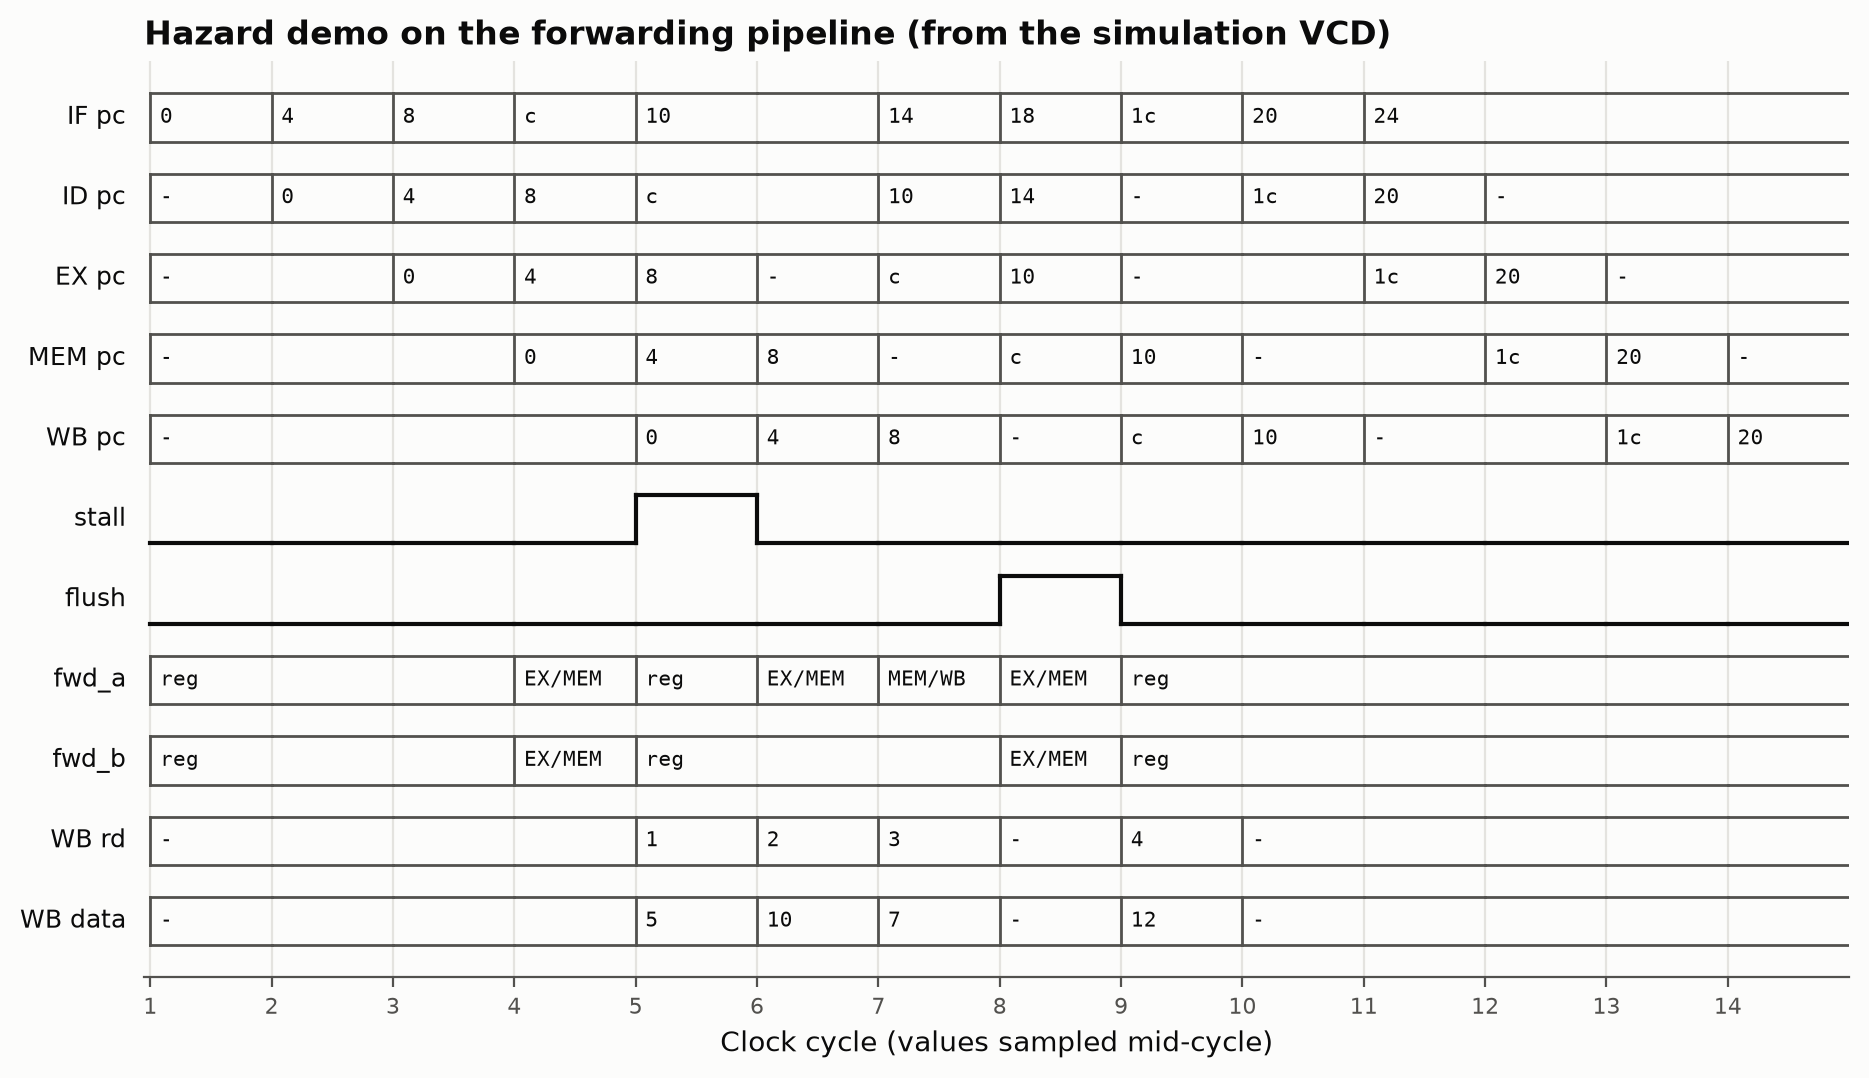 Hazard demo on the forwarding pipeline (from the simulation VCD)
IF pc 0 4 8 c 10 14 18 1c 20 24
ID pc - 0 4 8 c 10 14 - 1c 20 -
EX pc - 0 4 8 - c 10 - 1c 20 -
MEM pc - 0 4 8 - c 10 - 1c 20 -
WB pc - 0 4 8 - c 10 - 1c 20
stall
flush
fwd_a reg EX/MEM reg EX/MEM MEM/WB EX/MEM reg
fwd_b reg EX/MEM reg EX/MEM reg
WB rd - 1 2 3 - 4 -
WB data - 5 10 7 - 12 -
1 2 3 4 5 6 7 8 9 10 11 12 13 14
Clock cycle (values sampled mid-cycle)